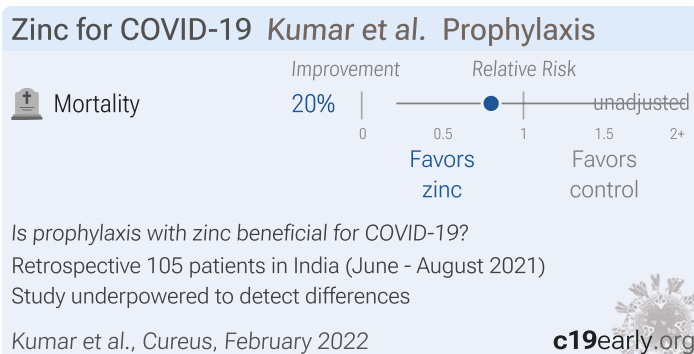 Zinc for COVID-19 Kumar et al. Prophylaxis
Improvement Relative Risk
Mortality 20% unadjusted
0 0.5 1 1.5 2+
Favors zinc Favors control
Is prophylaxis with zinc beneficial for COVID-19?
Retrospective 105 patients in India (June - August 2021)
Study underpowered to detect differences
Kumar et al., Cureus, February 2022 c19early.org